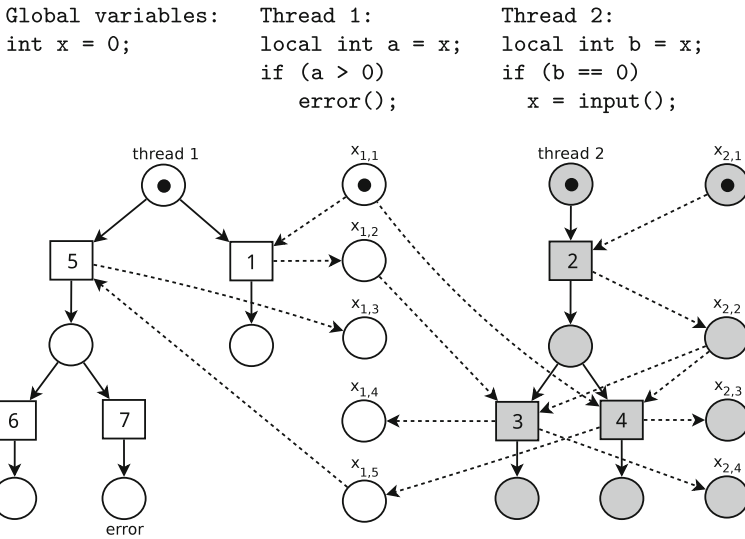 Global variables:
int x = 0;
Thread 1:
local int a = x;
if (a > 0)
error();
Thread 2:
local int b = x;
if (b == 0)
x = input();
thread 1
x1,1
thread 2
x2,1
5
1
x1,2
2
x1,3
x2,2
6
7
x1,4
3
4
x2,3
x1,5
x2,4
error